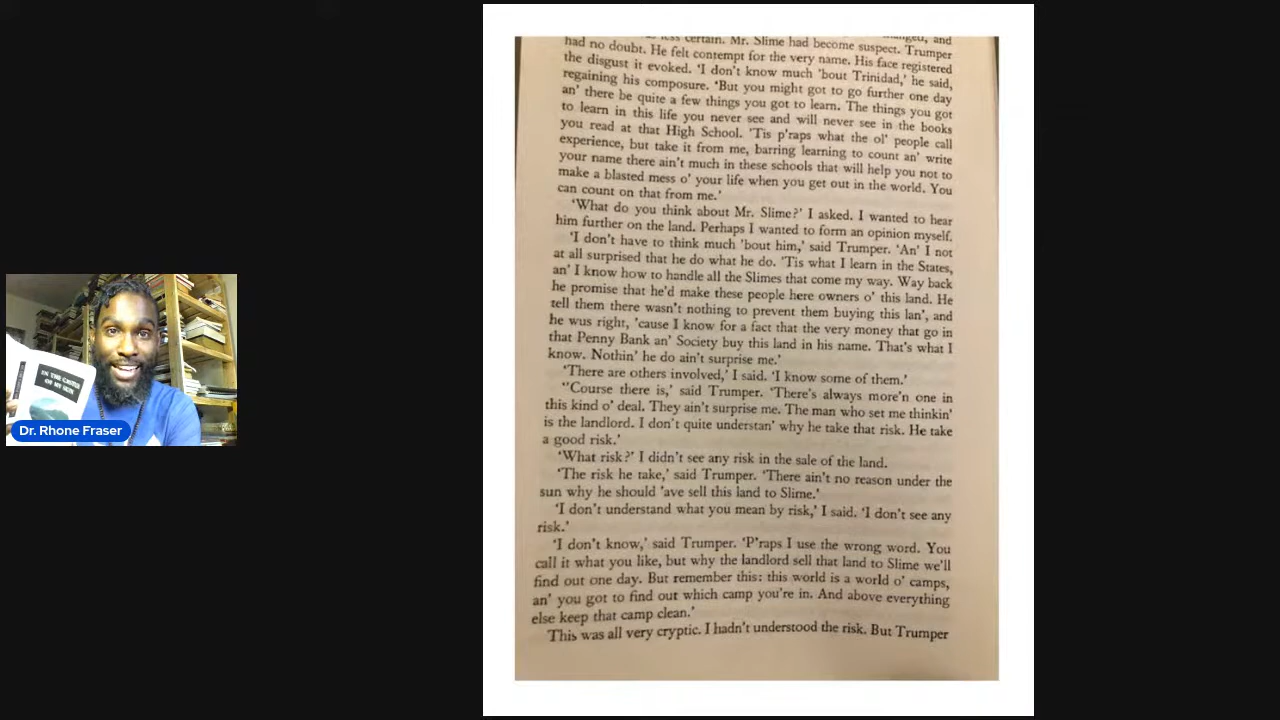 less certain. Mr. Slime had become suspect. Trumper
had no doubt. He felt contempt for the very name. His face registered
the disgust it evoked. 'I don't know much 'bout Trinidad,' he said,
regaining his composure. 'But you might got to go further one day
an' there be quite a few things you got to learn. The things you got
to learn in this life you never see and will never see in the books
you read at that High School. 'Tis p'raps what the ol' people call
experience, but take it from me, barring learning to count an' write
your name there ain't much in these schools that will help you not to
make a blasted mess o' your life when you get out in the world. You
can count on that from me.'
'What do you think about Mr. Slime?' I asked. I wanted to hear
him further on the land. Perhaps I wanted to form an opinion myself.
'I don't have to think much 'bout him,' said Trumper. 'An' I not
at all surprised that he do what he do. 'Tis what I learn in the States,
an' I know how to handle all the Slimes that come my way. Way back
he promise that he'd make these people here owners o' this land. He
tell them there wasn't nothing to prevent them buying this lan', and
he wus right, 'cause I know for a fact that the very money that go in
that Penny Bank an' Society buy this land in his name. That's what I
know. Nothin' he do ain't surprise me.'
'There are others involved,' I said. 'I know some of them.'
''Course there is,' said Trumper. 'There's always more'n one in
this kind o' deal. They ain't surprise me. The man who set me thinkin'
is the landlord. I don't quite understan' why he take that risk. He take
a good risk.'
'What risk?' I didn't see any risk in the sale of the land.
'The risk he take,' said Trumper. 'There ain't no reason under the
sun why he should 'ave sell this land to Slime.'
'I don't understand what you mean by risk,' I said. 'I don't see any
risk.'
'I don't know,' said Trumper. 'P'raps I use the wrong word. You
call it what you like, but why the landlord sell that land to Slime we'll
find out one day. But remember this: this world is a world o' camps,
an' you got to find out which camp you're in. And above everything
else keep that camp clean.'
This was all very cryptic. I hadn't understood the risk. But Trumper
IN THE CASTLE
OF MY SKIN
Dr. Rhone Fraser